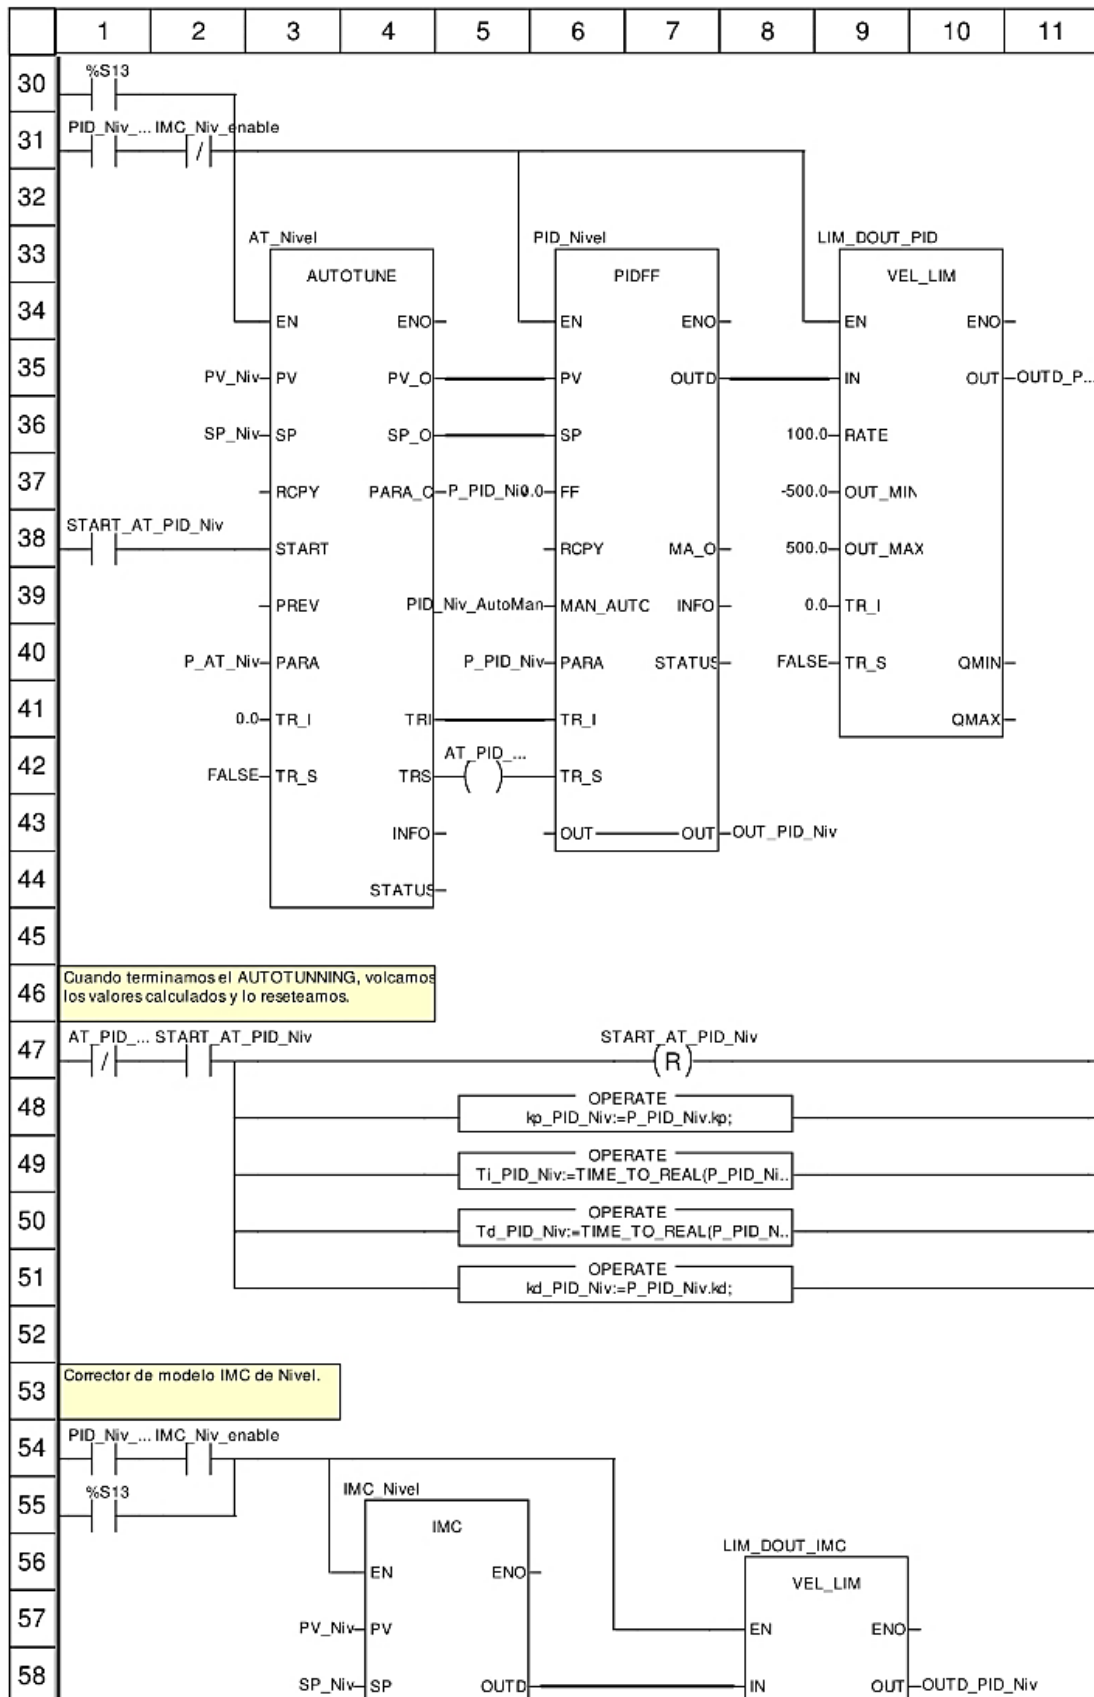 1 2 3 4 5 6 7 8 9 10 11
30
%S13
31
PID_Niv_... IMC_Niv_enable
32
33
AT_Nivel PID_Nivel LIM_DOUT_PID
AUTOTUNE PIDFF VEL_LIM
34
EN ENO EN ENO EN ENO
35
PV_Niv PV PV_O PV OUTD IN OUT OUTD_P...
36
SP_Niv SP SP_O SP 100.0 RATE
37
RCPY PARA_O P_PID_Ni 0.0 FF -500.0 OUT_MIN
38
START_AT_PID_Niv
START RCPY MA_O 500.0 OUT_MAX
39
PREV PID_Niv_AutoMan MAN_AUTO INFO 0.0 TR_I
40
P_AT_Niv PARA P_PID_Niv PARA STATUS FALSE TR_S QMIN
41
0.0 TR_I TRI TR_I QMAX
42
AT_PID_...
FALSE TR_S TRS TR_S
43
INFO OUT OUT OUT_PID_Niv
44
STATUS
45
46
Cuando terminamos el AUTOTUNNING, volcamos
los valores calculados y lo reseteamos.
47
AT_PID_... START_AT_PID_Niv START_AT_PID_Niv
/ R
48
OPERATE
kp_PID_Niv:=P_PID_Niv.kp;
49
OPERATE
Ti_PID_Niv:=TIME_TO_REAL(P_PID_Ni..
50
OPERATE
Td_PID_Niv:=TIME_TO_REAL(P_PID_N..
51
OPERATE
kd_PID_Niv:=P_PID_Niv.kd;
52
53
Corrector de modelo IMC de Nivel.
54
PID_Niv_... IMC_Niv_enable
55
%S13 IMC_Nivel
IMC
56
LIM_DOUT_IMC
EN ENO VEL_LIM
57
PV_Niv PV EN ENO
58
SP_Niv SP OUTD IN OUT OUTD_PID_Niv